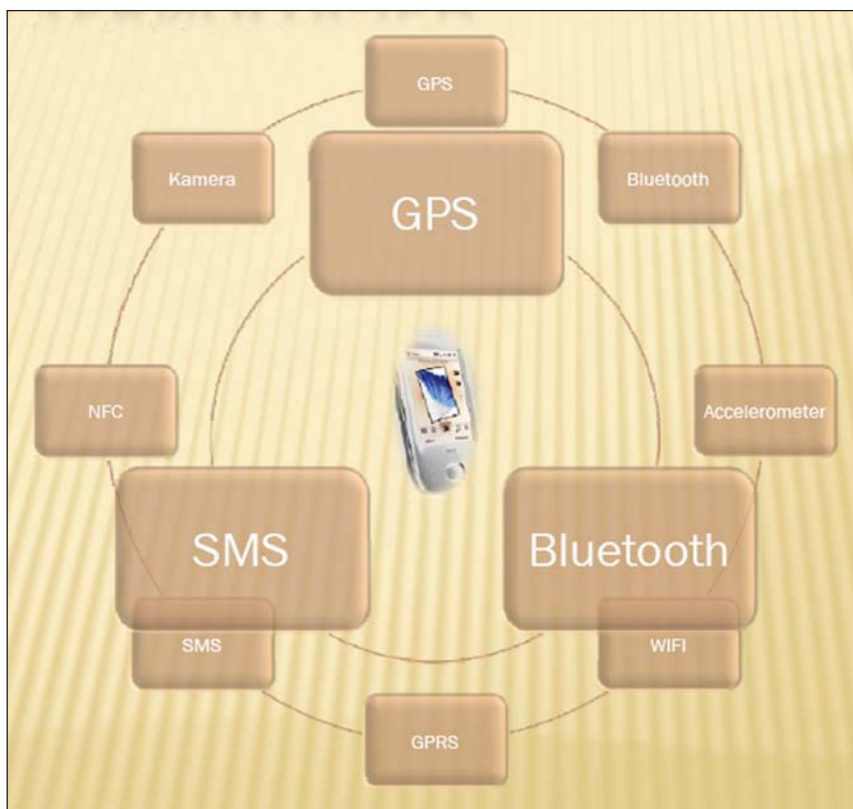 GPS
Kamera
GPS
Bluetooth
NFC
Accelerometer
SMS
Bluetooth
SMS
WIFI
GPRS